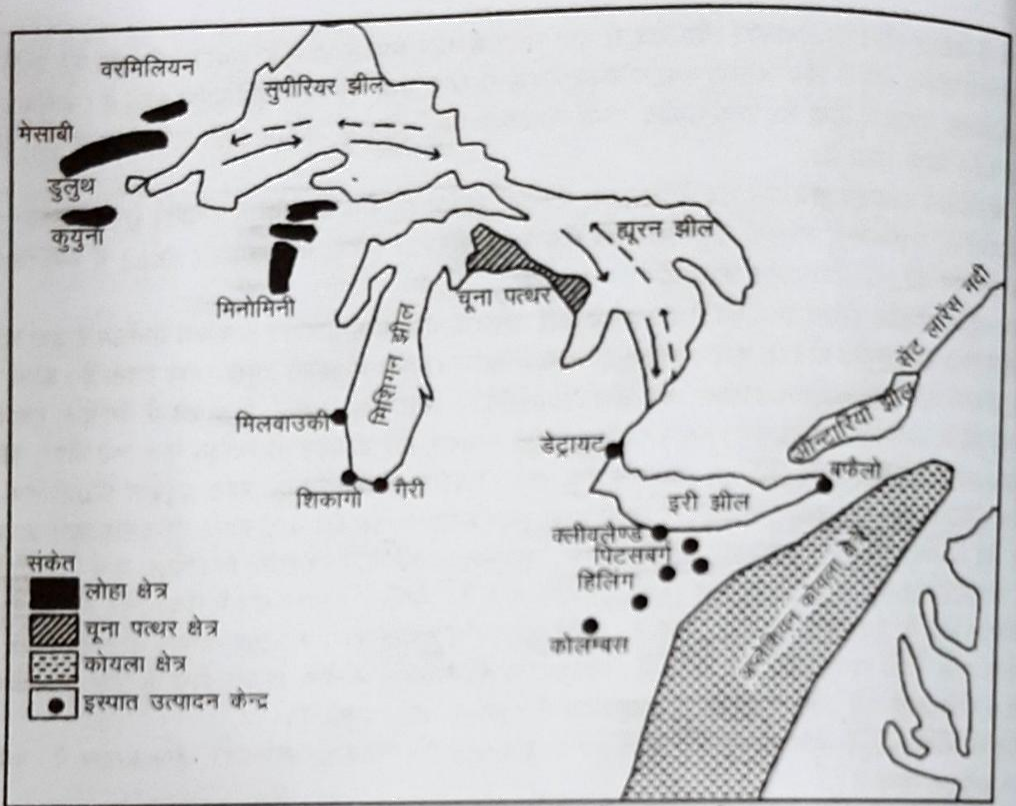 वरमिलियन
सुपीरियर झील
मेसाबी
डुलुथ
कुयुना
ह्यूरन झील
मिनोमिनी
चूना पत्थर
मिशिगन झील
सेंट लारेंस नदी
ओन्टारियो झील
मिलवाउकी
डेट्रायट
बफैलो
शिकागो
गैरी
इरी झील
क्लीवलैण्ड
पिटसबर्ग
हिलिंग
कोलम्बस
अप्लेशियन कोयला क्षेत्र
संकेत
लोहा क्षेत्र
चूना पत्थर क्षेत्र
कोयला क्षेत्र
इस्पात उत्पादन केन्द्र